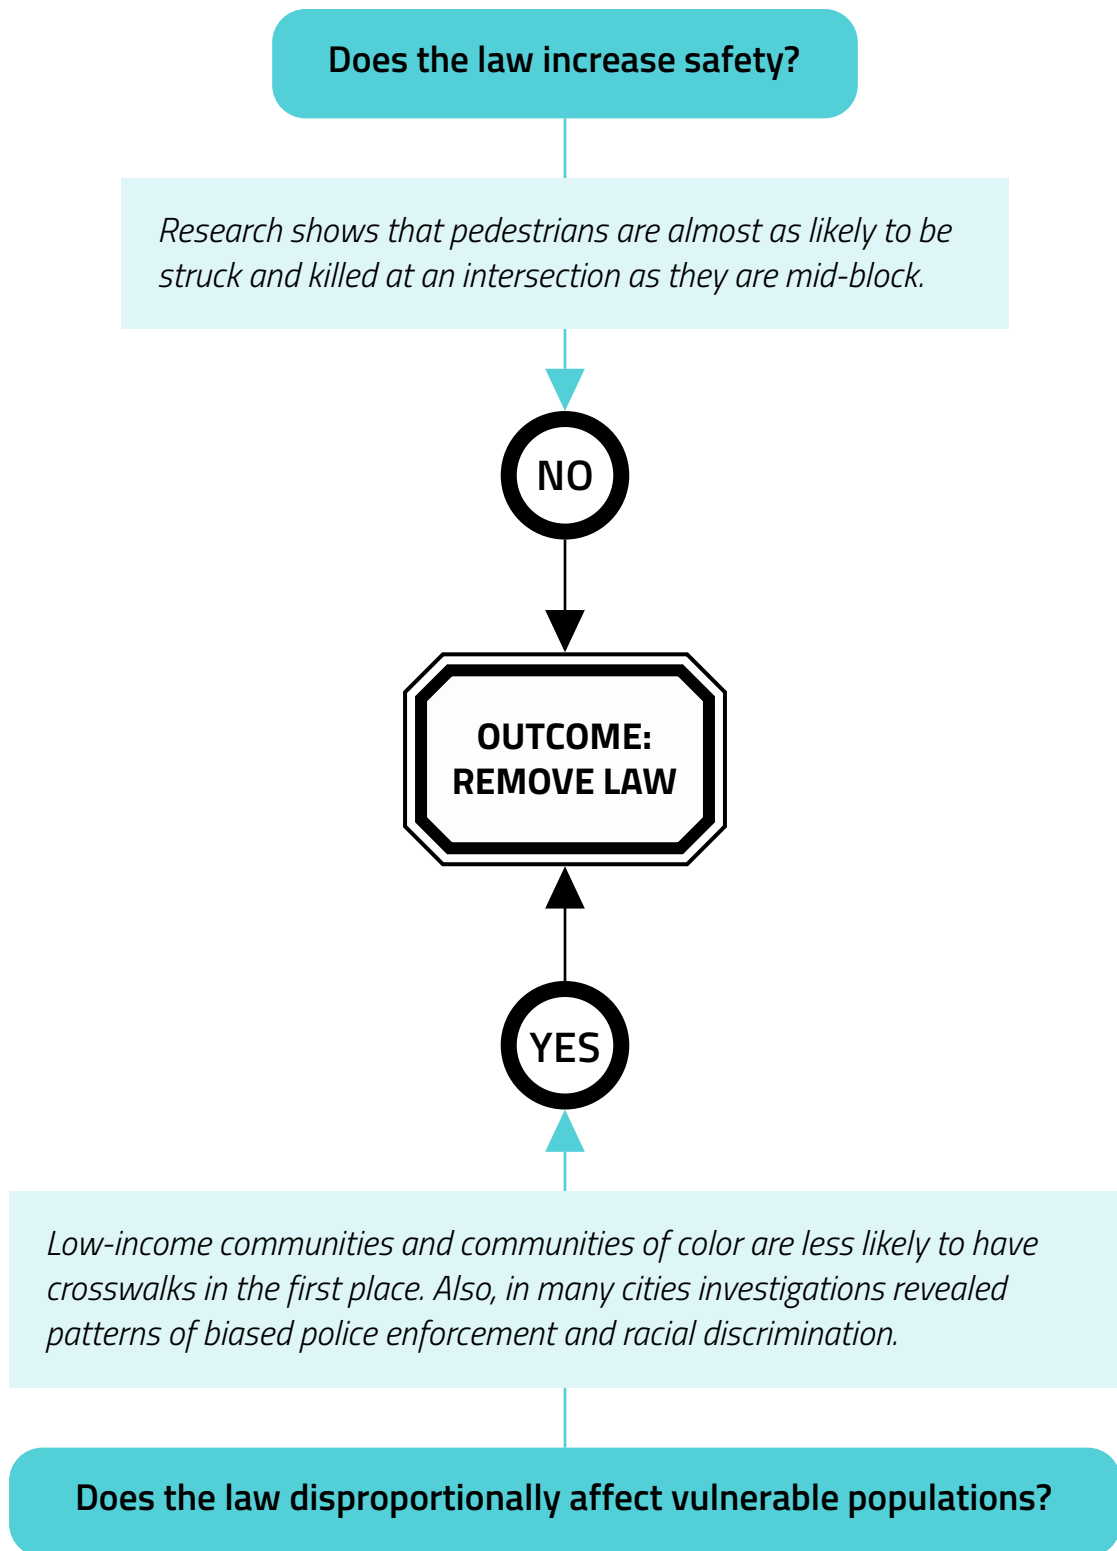 Does the law increase safety?
Research shows that pedestrians are almost as likely to be
struck and killed at an intersection as they are mid-block.
NO
OUTCOME:
REMOVE LAW
YES
Low-income communities and communities of color are less likely to have
crosswalks in the first place. Also, in many cities investigations revealed
patterns of biased police enforcement and racial discrimination.
Does the law disproportionally affect vulnerable populations?